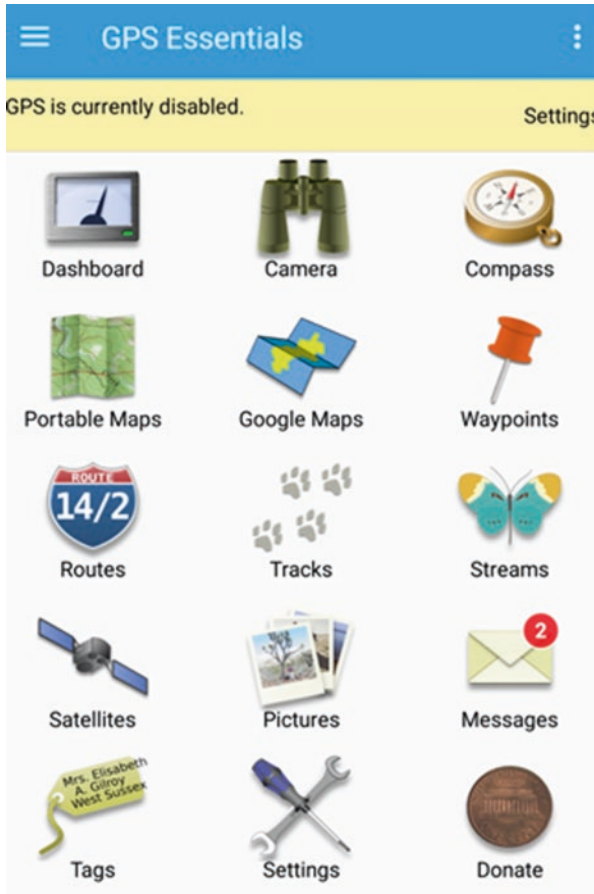 GPS Essentials
GPS is currently disabled.
Settings
Dashboard
Camera
Compass
Portable Maps
Google Maps
Waypoints
ROUTE
14/2
Routes
Tracks
Streams
2
Satellites
Pictures
Messages
Mrs. Elisabeth
A. Gilroy
West Sussex
Tags
Settings
Donate